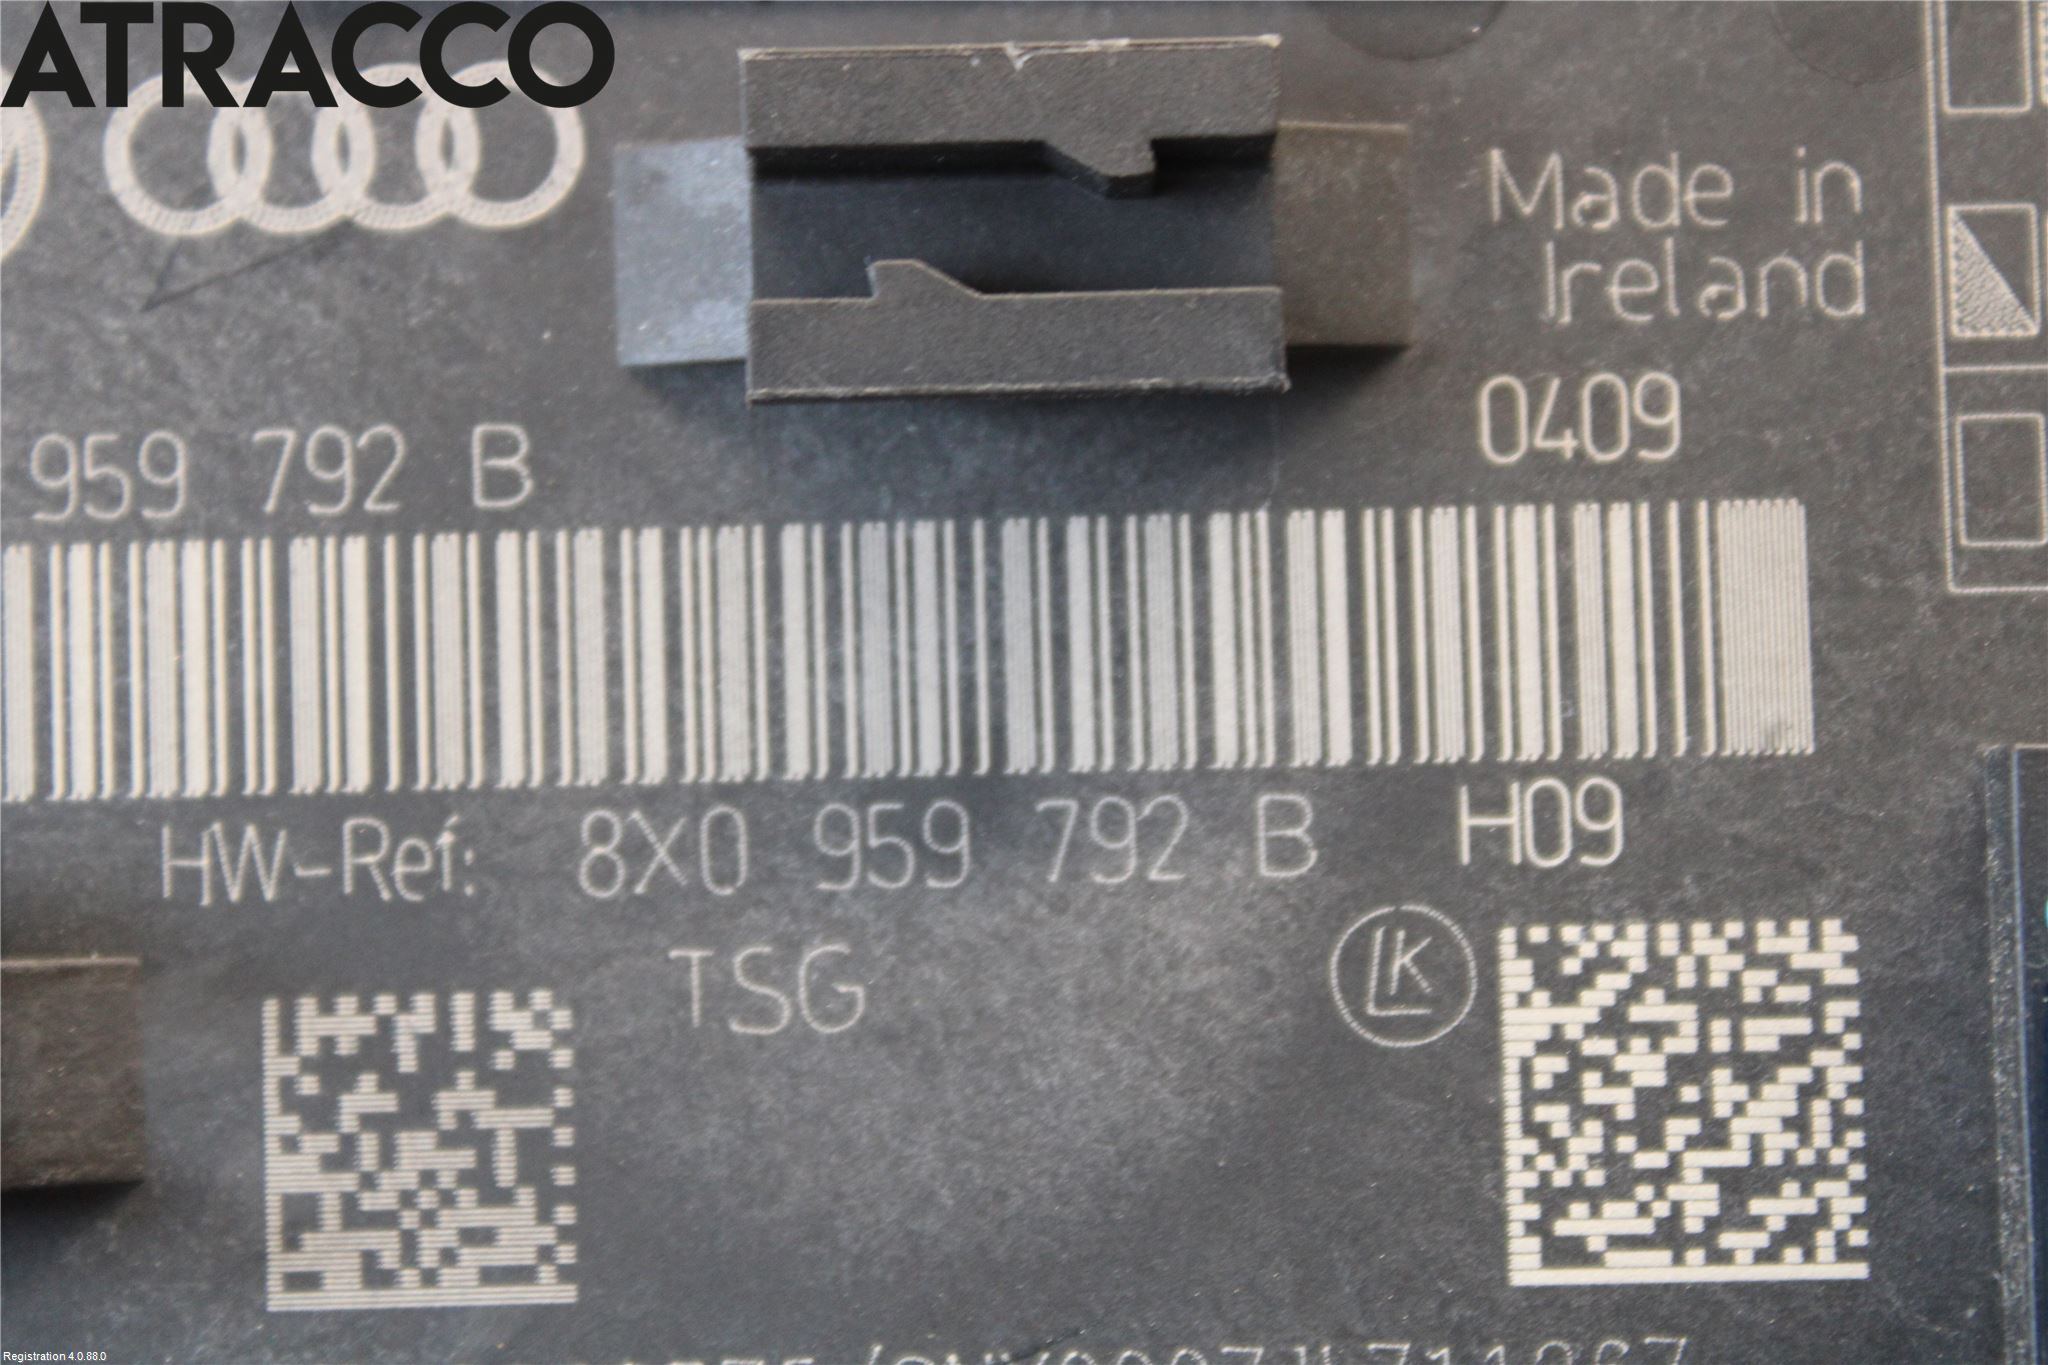 ATRACCO
Made in
Ireland
0409
959 792 B
HW-Ref: 8X0 959 792 B H09
TSG
LK
Registration 4.0.88.0